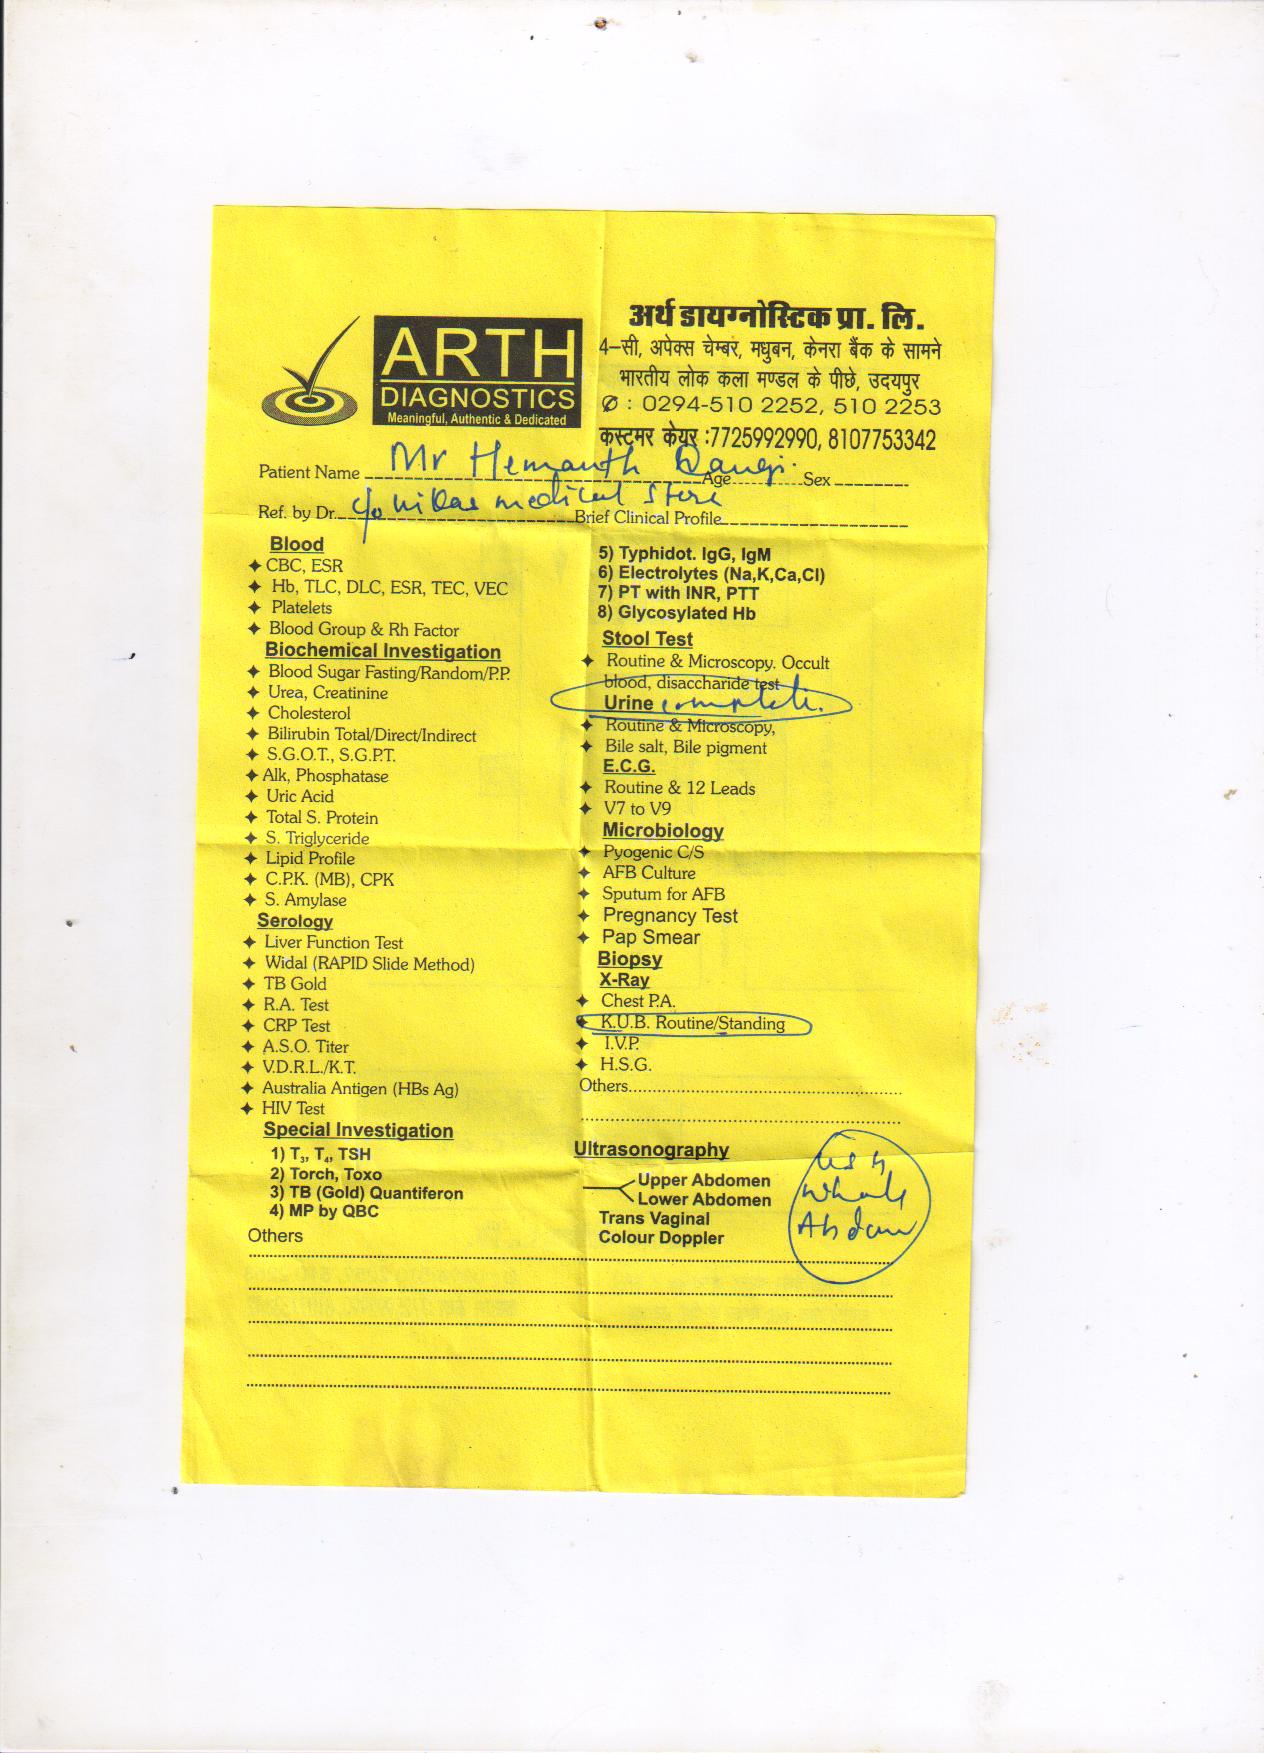 ARTH
DIAGNOSTICS
Meaningful, Authentic & Dedicated
अर्थ डायग्नोस्टिक प्रा. लि.
4–सी, अपेक्स चेम्बर, मधुबन, केनरा बैंक के सामने
भारतीय लोक कला मण्डल के पीछे, उदयपुर
✆ : 0294-510 2252, 510 2253
कस्टमर केयर :7725992990, 8107753342
Patient Name Mr Hemanth Age Sex
Ref. by Dr. c/o medical Store Brief Clinical Profile
Blood
CBC, ESR
Hb, TLC, DLC, ESR, TEC, VEC
Platelets
Blood Group & Rh Factor
Biochemical Investigation
Blood Sugar Fasting/Random/P.P.
Urea, Creatinine
Cholesterol
Bilirubin Total/Direct/Indirect
S.G.O.T., S.G.P.T.
Alk, Phosphatase
Uric Acid
Total S. Protein
S. Triglyceride
Lipid Profile
C.P.K. (MB), CPK
S. Amylase
Serology
Liver Function Test
Widal (RAPID Slide Method)
TB Gold
R.A. Test
CRP Test
A.S.O. Titer
V.D.R.L./K.T.
Australia Antigen (HBs Ag)
HIV Test
Special Investigation
1) T3, T4, TSH
2) Torch, Toxo
3) TB (Gold) Quantiferon
4) MP by QBC
Others
5) Typhidot. IgG, IgM
6) Electrolytes (Na,K,Ca,Cl)
7) PT with INR, PTT
8) Glycosylated Hb
Stool Test
Routine & Microscopy. Occult
blood, disaccharide test
Urine complete.
Routine & Microscopy,
Bile salt, Bile pigment
E.C.G.
Routine & 12 Leads
V7 to V9
Microbiology
Pyogenic C/S
AFB Culture
Sputum for AFB
Pregnancy Test
Pap Smear
Biopsy
X-Ray
Chest P.A.
K.U.B. Routine/Standing
I.V.P.
H.S.G.
Others
Ultrasonography
Upper Abdomen
Lower Abdomen
Trans Vaginal
Colour Doppler
whole